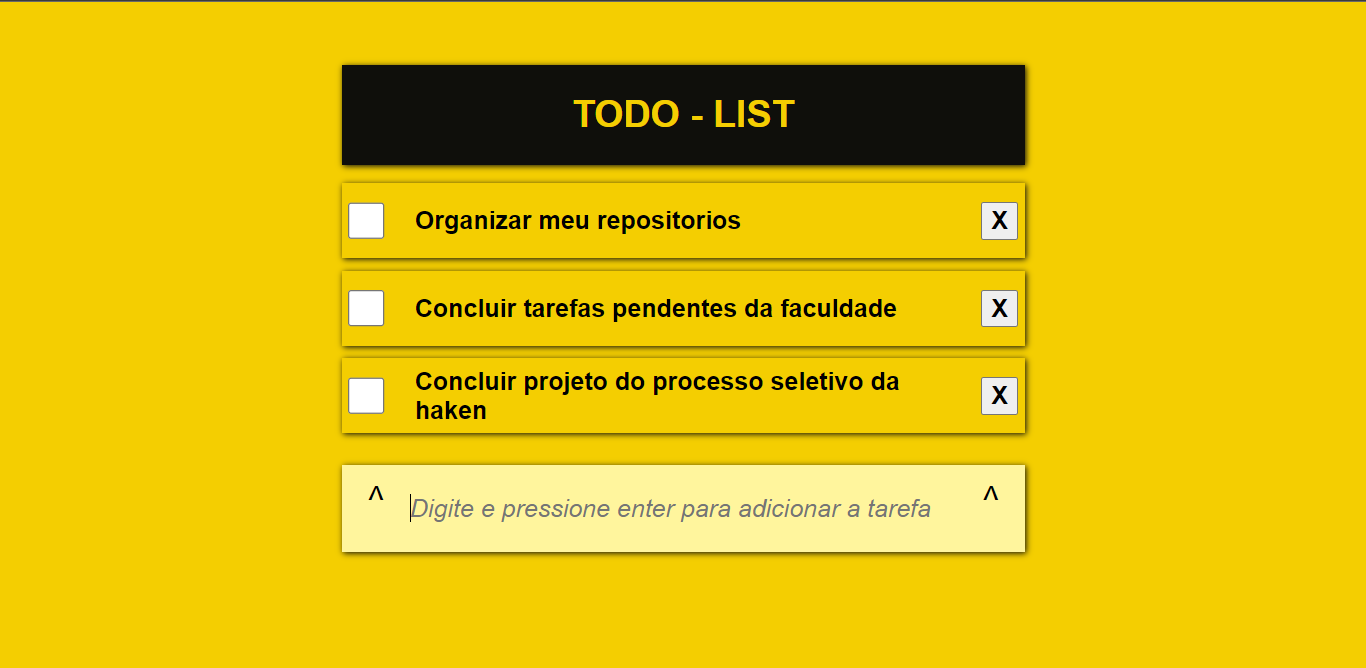 TODO - LIST
Organizar meu repositorios X
Concluir tarefas pendentes da faculdade X
Concluir projeto do processo seletivo da
haken X
^ Digite e pressione enter para adicionar a tarefa ^